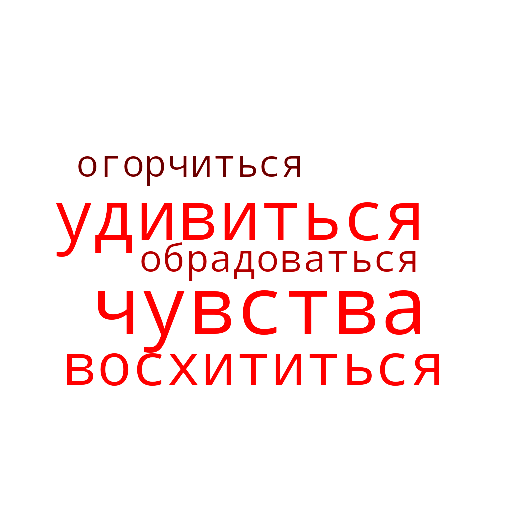 огорчиться
удивиться
обрадоваться
чувства
восхититься